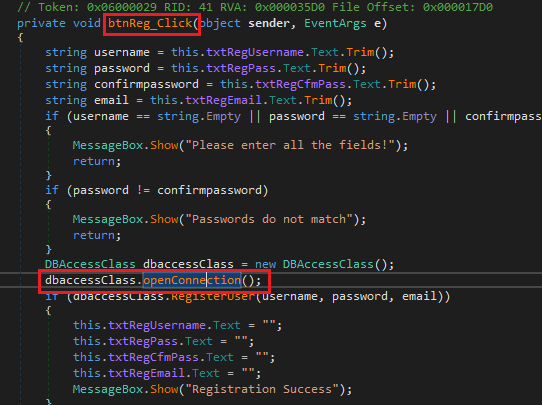 // Token: 0x06000029 RID: 41 RVA: 0x000035D0 File Offset: 0x000017D0
private void btnReg_Click(object sender, EventArgs e)
{
string username = this.txtRegUsername.Text.Trim();
string password = this.txtRegPass.Text.Trim();
string confirmpassword = this.txtRegCfmPass.Text.Trim();
string email = this.txtRegEmail.Text.Trim();
if (username == string.Empty || password == string.Empty || confirmpass
{
MessageBox.Show("Please enter all the fields!");
return;
}
if (password != confirmpassword)
{
MessageBox.Show("Passwords do not match");
return;
}
DBAccessClass dbaccessClass = new DBAccessClass();
dbaccessClass.openConnection();
if (dbaccessClass.RegisterUser(username, password, email))
{
this.txtRegUsername.Text = "";
this.txtRegPass.Text = "";
this.txtRegCfmPass.Text = "";
this.txtRegEmail.Text = "";
MessageBox.Show("Registration Success");
}